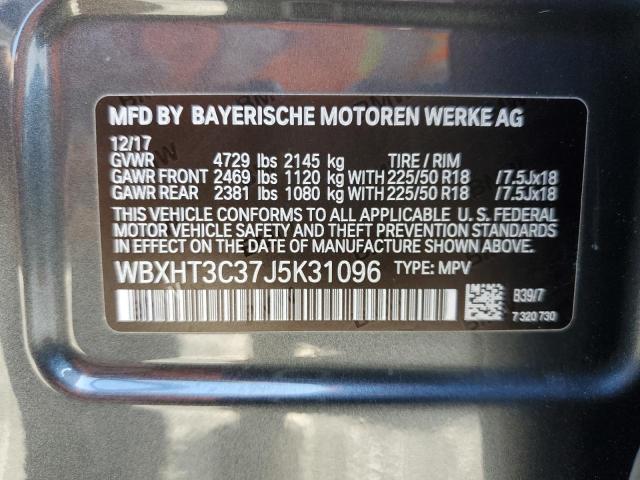 MFD BY BAYERISCHE MOTOREN WERKE AG
12/17
GVWR 4729 lbs 2145 kg TIRE / RIM
GAWR FRONT 2469 lbs 1120 kg WITH 225/50 R18 /7.5Jx18
GAWR REAR 2381 lbs 1080 kg WITH 225/50 R18 /7.5Jx18
THIS VEHICLE CONFORMS TO ALL APPLICABLE U. S. FEDERAL
MOTOR VEHICLE SAFETY AND THEFT PREVENTION STANDARDS
IN EFFECT ON THE DATE OF MANUFACTURE SHOWN ABOVE.
WBXHT3C37J5K31096 TYPE: MPV
B39/7
7 320 730